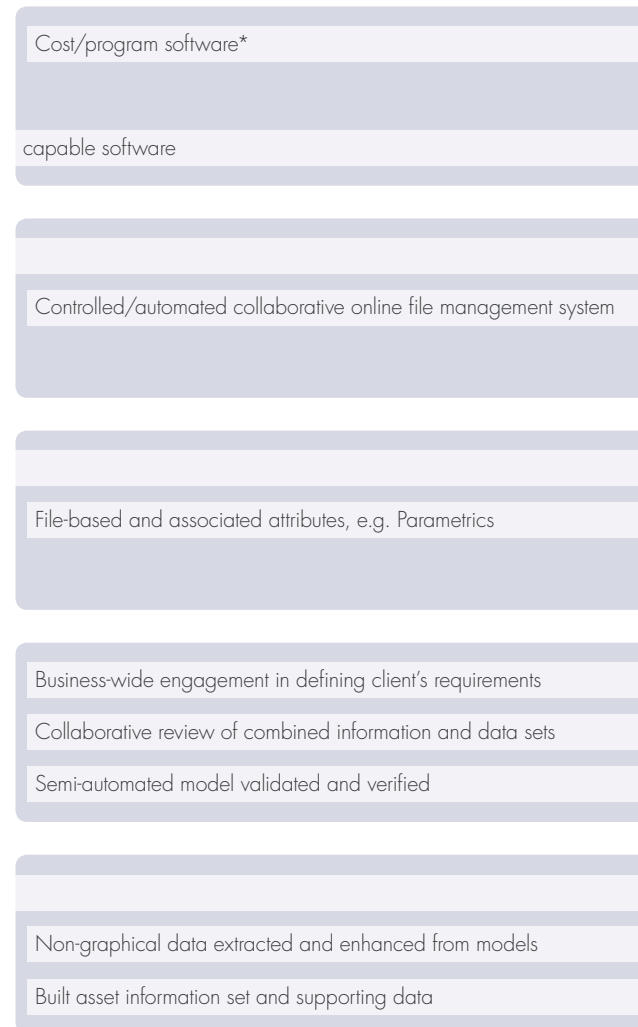 Cost/program software*
capable software
Controlled/automated collaborative online file management system
File-based and associated attributes, e.g. Parametrics
Business-wide engagement in defining client’s requirements
Collaborative review of combined information and data sets
Semi-automated model validated and verified
Non-graphical data extracted and enhanced from models
Built asset information set and supporting data